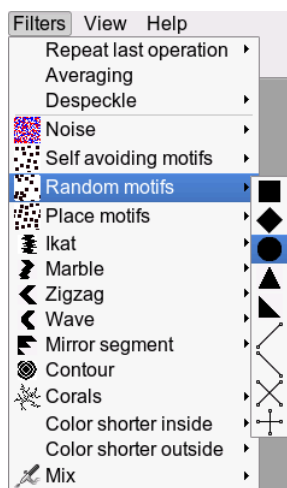 Filters View Help
Repeat last operation
Averaging
Despeckle
Noise
Self avoiding motifs
Random motifs
Place motifs
Ikat
Marble
Zigzag
Wave
Mirror segment
Contour
Corals
Color shorter inside
Color shorter outside
Mix